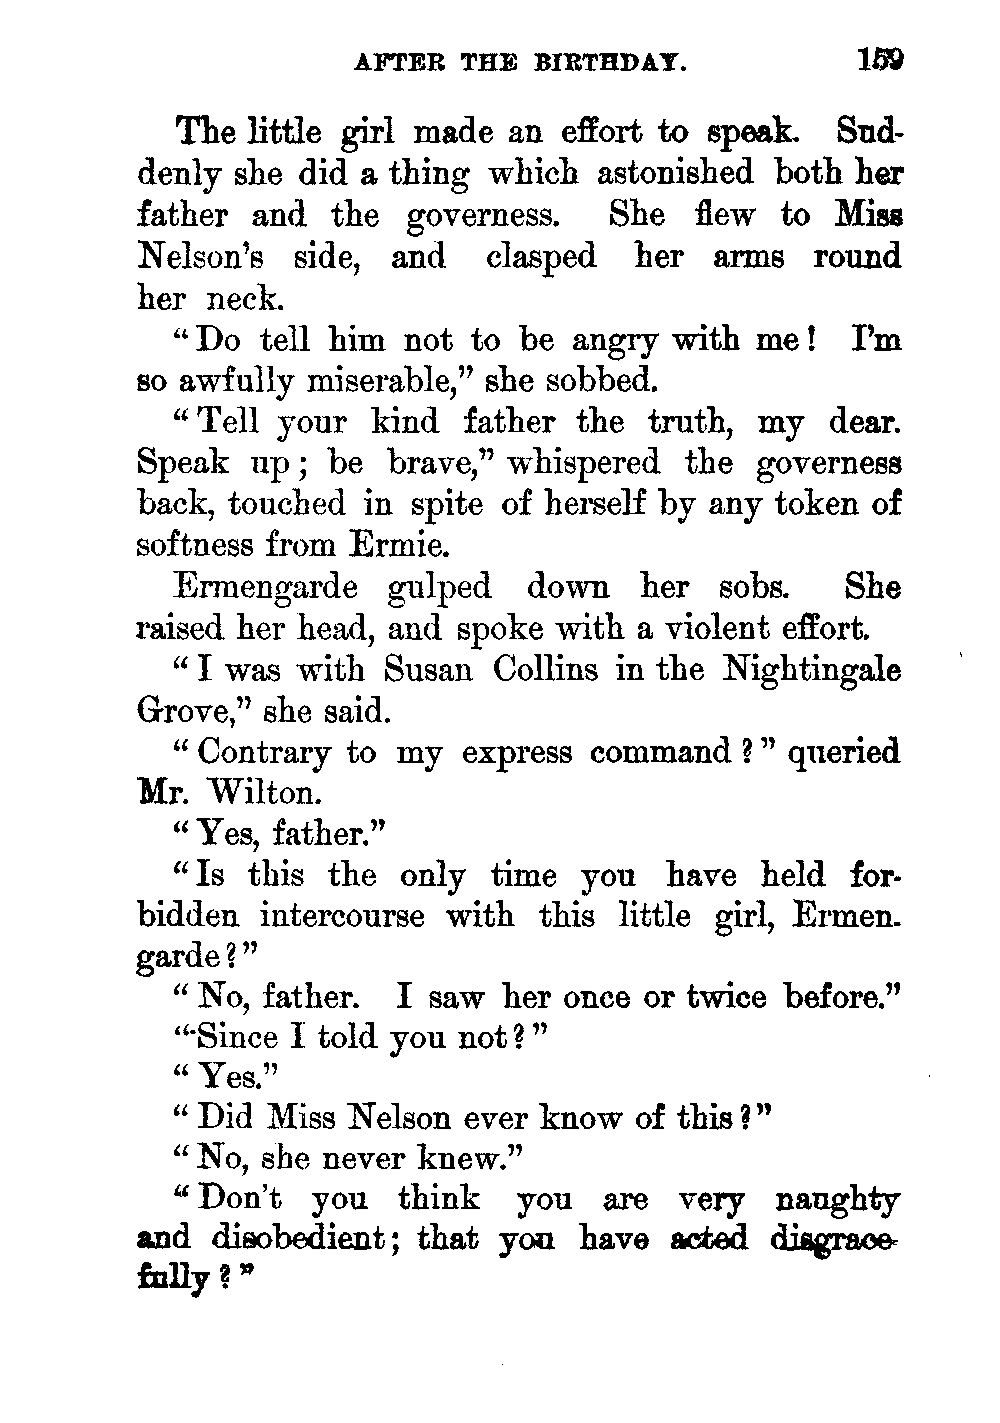 AFTER THE BIRTHDAY. 159
The little girl made an effort to speak. Sud-
denly she did a thing which astonished both her
father and the governess. She flew to Miss
Nelson's side, and clasped her arms round
her neck.
“Do tell him not to be angry with me! I'm
so awfully miserable,” she sobbed.
“Tell your kind father the truth, my dear.
Speak up; be brave,” whispered the governess
back, touched in spite of herself by any token of
softness from Ermie.
Ermengarde gulped down her sobs. She
raised her head, and spoke with a violent effort.
“I was with Susan Collins in the Nightingale
Grove,” she said.
“Contrary to my express command?” queried
Mr. Wilton.
“Yes, father.”
“Is this the only time you have held for-
bidden intercourse with this little girl, Ermen-
garde?”
“No, father. I saw her once or twice before.”
“Since I told you not?”
“Yes.”
“Did Miss Nelson ever know of this?”
“No, she never knew.”
“Don't you think you are very naughty
and disobedient; that you have acted disgrace-
fully?”